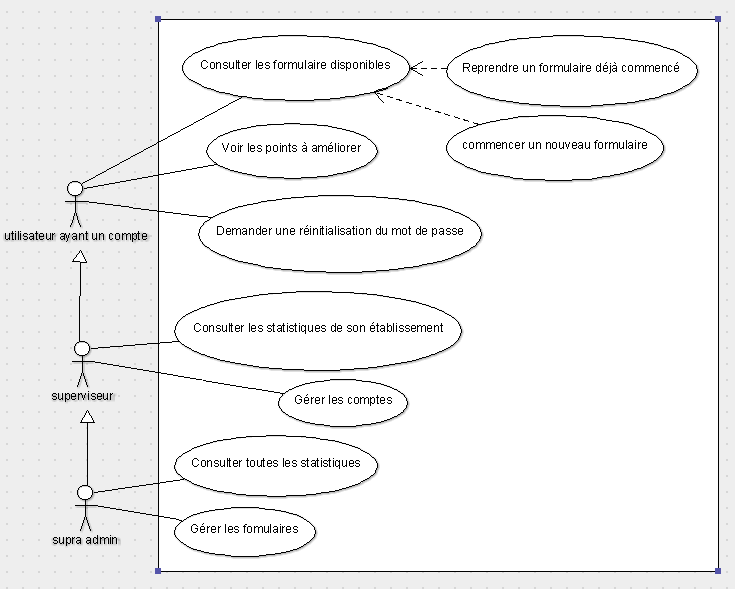 Consulter les formulaire disponibles
Reprendre un formulaire déjà commencé
Voir les points à améliorer
commencer un nouveau formulaire
Demander une réinitialisation du mot de passe
utilisateur ayant un compte
Consulter les statistiques de son établissement
superviseur
Gérer les comptes
Consulter toutes les statistiques
Gérer les fomulaires
supra admin